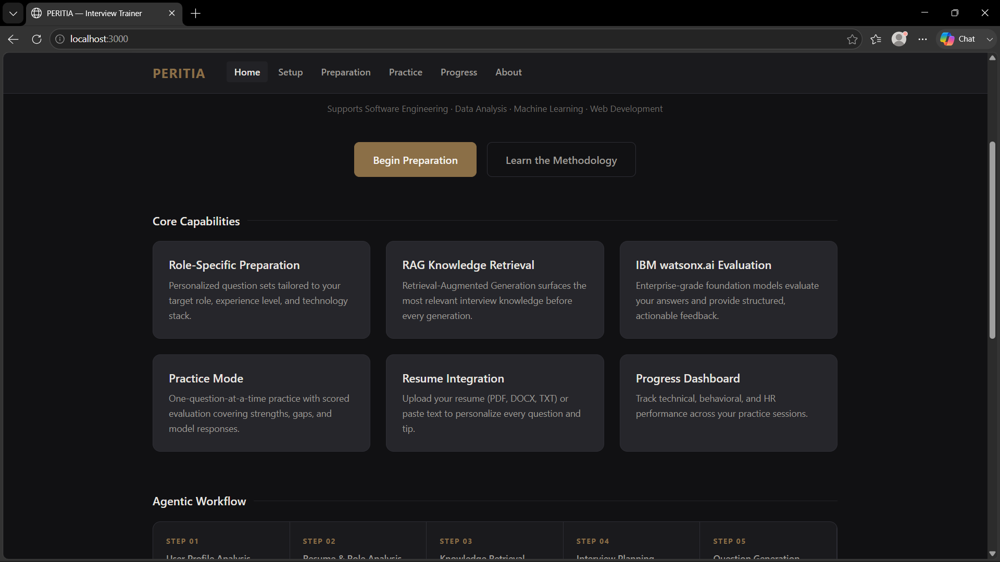 PERITIA — Interview Trainer
localhost:3000
Chat
PERITIA
Home
Setup
Preparation
Practice
Progress
About
Supports Software Engineering · Data Analysis · Machine Learning · Web Development
Begin Preparation
Learn the Methodology
Core Capabilities
Role-Specific Preparation
Personalized question sets tailored to your
target role, experience level, and technology
stack.
RAG Knowledge Retrieval
Retrieval-Augmented Generation surfaces the
most relevant interview knowledge before
every generation.
IBM watsonx.ai Evaluation
Enterprise-grade foundation models evaluate
your answers and provide structured,
actionable feedback.
Practice Mode
One-question-at-a-time practice with scored
evaluation covering strengths, gaps, and
model responses.
Resume Integration
Upload your resume (PDF, DOCX, TXT) or
paste text to personalize every question and
tip.
Progress Dashboard
Track technical, behavioral, and HR
performance across your practice sessions.
Agentic Workflow
STEP 01
User Profile Analysis
STEP 02
Resume & Role Analysis
STEP 03
Knowledge Retrieval
STEP 04
Interview Planning
STEP 05
Question Generation